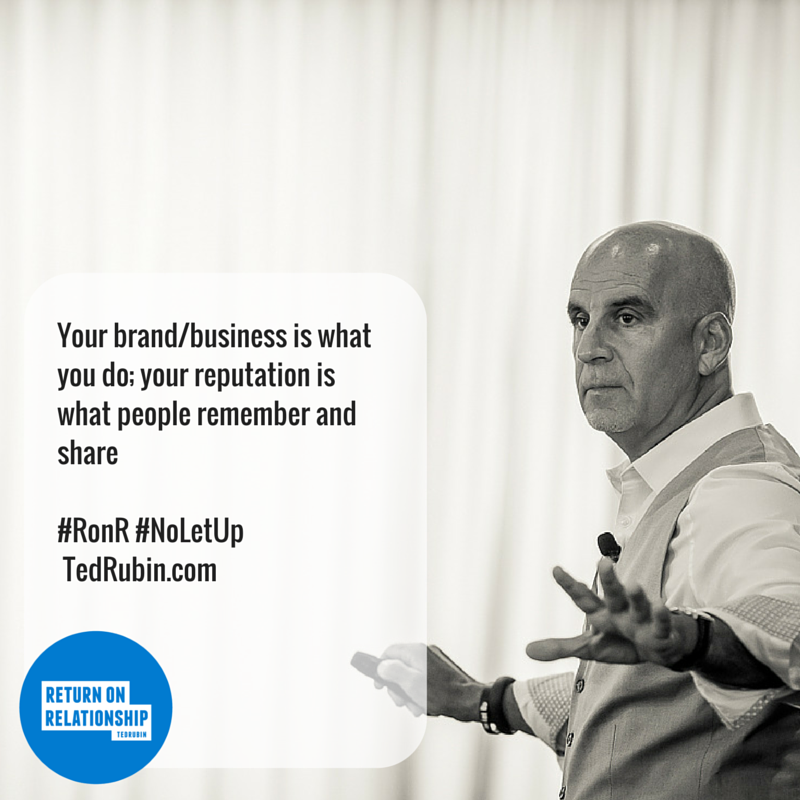 Your brand/business is what
you do; your reputation is
what people remember and
share
#RonR #NoLetUp
TedRubin.com
RETURN ON
RELATIONSHIP
TEDRUBIN